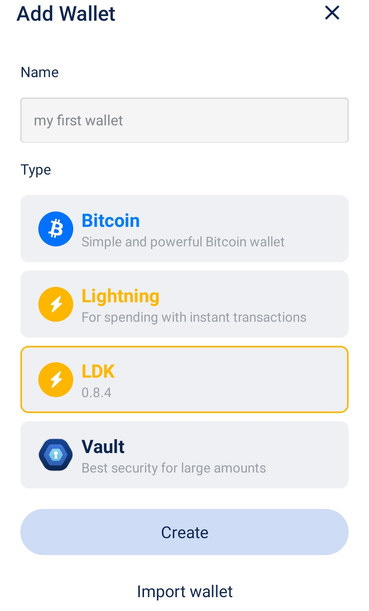 Add Wallet
Name
my first wallet
Type
Bitcoin
Simple and powerful Bitcoin wallet
Lightning
For spending with instant transactions
LDK
0.8.4
Vault
Best security for large amounts
Create
Import wallet